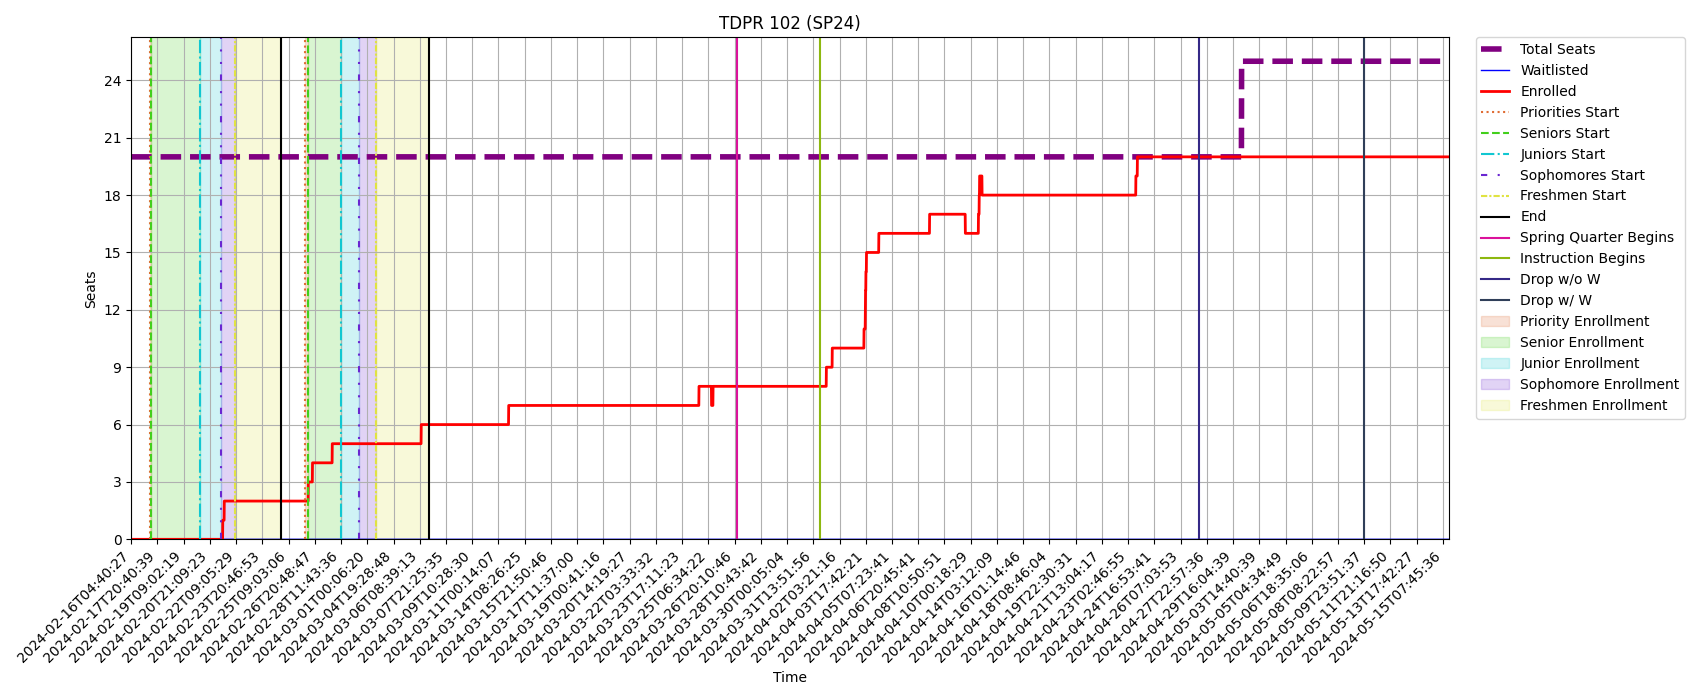 TDPR 102 (SP24)
Seats
24
21
18
15
12
9
6
3
0
2024-02-16T04:40:27
2024-02-17T20:40:39
2024-02-19T09:02:19
2024-02-20T21:09:23
2024-02-22T09:05:29
2024-02-23T20:46:53
2024-02-25T09:03:06
2024-02-26T20:48:47
2024-02-28T11:43:36
2024-03-01T00:06:20
2024-03-04T19:28:48
2024-03-06T08:39:13
2024-03-07T21:25:35
2024-03-11T00:28:30
2024-03-13T00:14:07
2024-03-14T08:26:25
2024-03-15T21:50:46
2024-03-17T11:37:00
2024-03-19T00:41:16
2024-03-20T14:19:27
2024-03-22T03:33:32
2024-03-23T17:11:23
2024-03-25T06:34:22
2024-03-26T20:10:46
2024-03-28T10:43:42
2024-03-30T00:05:04
2024-03-31T13:51:56
2024-04-02T03:21:16
2024-04-03T17:42:21
2024-04-05T07:23:41
2024-04-06T20:45:41
2024-04-08T10:50:51
2024-04-10T00:18:29
2024-04-14T03:12:09
2024-04-16T01:14:46
2024-04-18T08:46:04
2024-04-19T22:30:31
2024-04-21T13:04:17
2024-04-23T02:46:55
2024-04-24T16:53:41
2024-04-26T07:03:53
2024-04-27T22:57:36
2024-04-29T16:04:39
2024-05-03T14:40:39
2024-05-05T04:34:49
2024-05-06T18:35:06
2024-05-08T08:22:57
2024-05-09T23:51:37
2024-05-11T21:16:50
2024-05-13T17:42:27
2024-05-15T07:45:36
Time
Total Seats
Waitlisted
Enrolled
Priorities Start
Seniors Start
Juniors Start
Sophomores Start
Freshmen Start
End
Spring Quarter Begins
Instruction Begins
Drop w/o W
Drop w/ W
Priority Enrollment
Senior Enrollment
Junior Enrollment
Sophomore Enrollment
Freshmen Enrollment